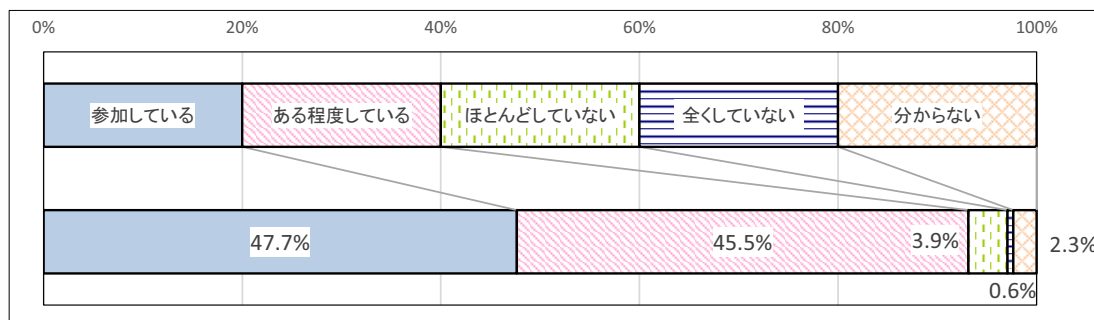 0% 20% 40% 60% 80% 100%
参加している ある程度している ほとんどしていない 全くしていない 分からない
47.7% 45.5% 3.9% 2.3%
0.6%